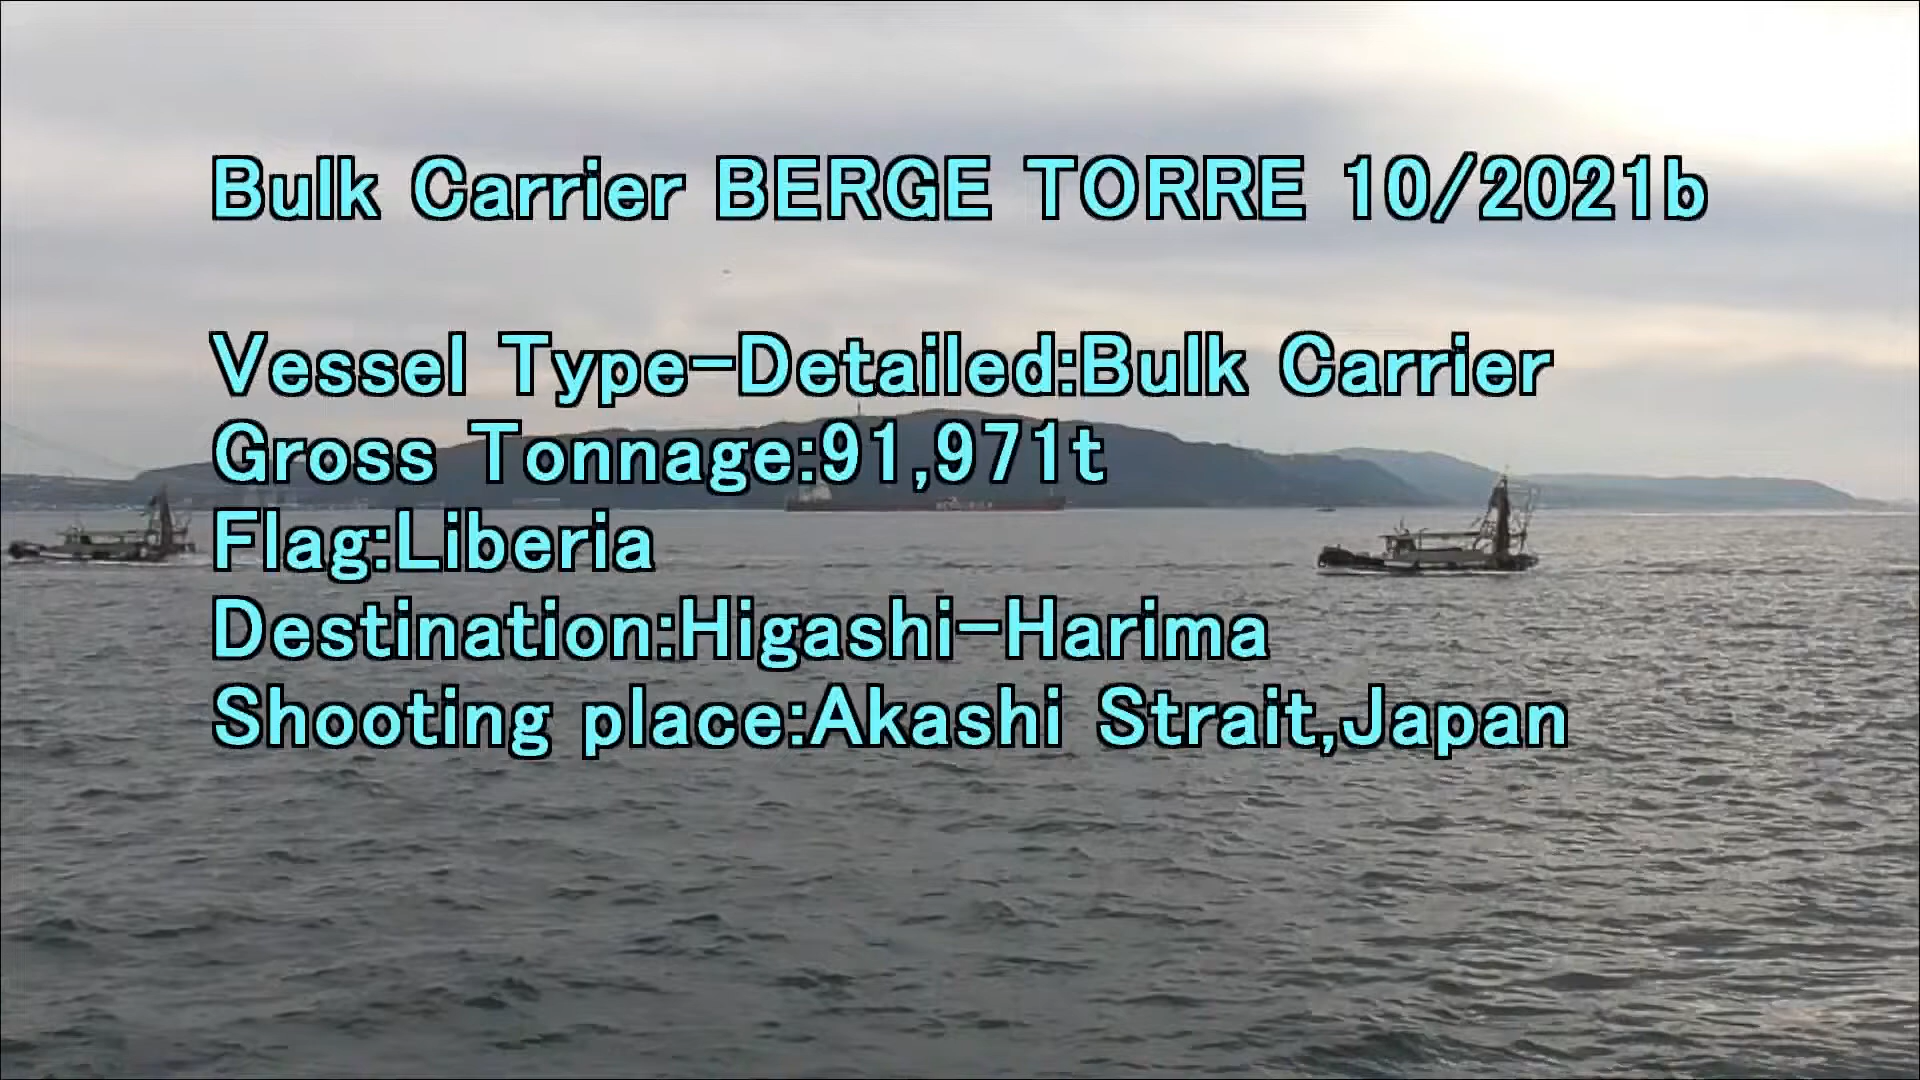 Bulk Carrier BERGE TORRE 10/2021b
Vessel Type-Detailed:Bulk Carrier
Gross Tonnage:91,971t
Flag:Liberia
Destination:Higashi-Harima
Shooting place:Akashi Strait,Japan